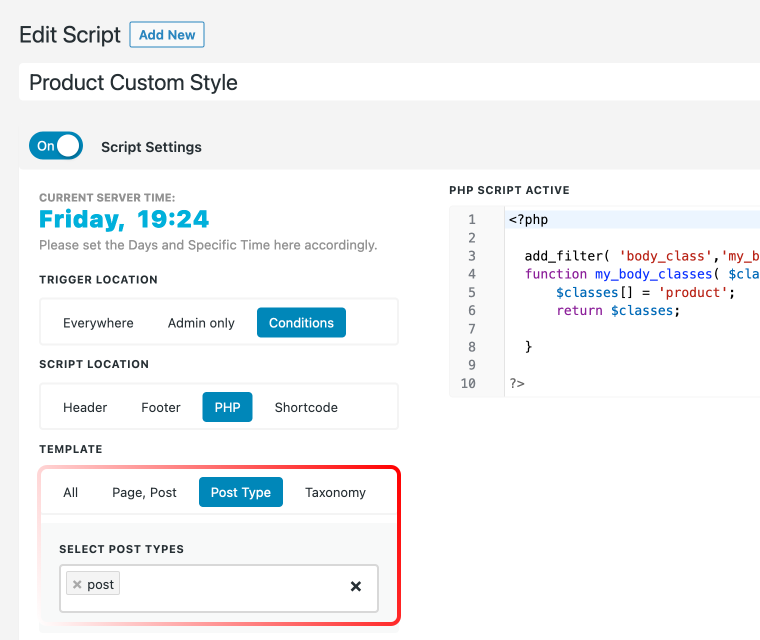 Edit Script Add New
Product Custom Style
On Script Settings
CURRENT SERVER TIME:
Friday, 19:24
Please set the Days and Specific Time here accordingly.
TRIGGER LOCATION
Everywhere Admin only Conditions
SCRIPT LOCATION
Header Footer PHP Shortcode
TEMPLATE
All Page, Post Post Type Taxonomy
SELECT POST TYPES
× post ×
PHP SCRIPT ACTIVE
1 <?php
2
3 add_filter( 'body_class','my_b
4 function my_body_classes( $cla
5 $classes[] = 'product';
6 return $classes;
7
8 }
9
10 ?>